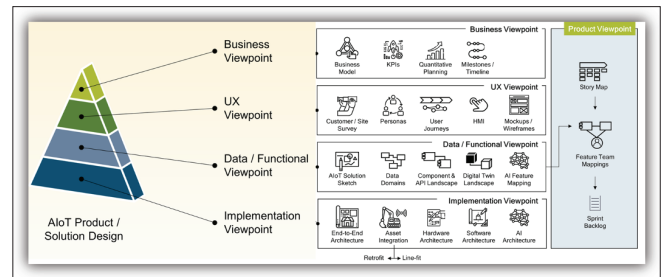 Business
Viewpoint
UX
Viewpoint
Data / Functional
Viewpoint
Implementation
Viewpoint
AIoT Product /
Solution Design
Business Viewpoint
Business
Model
KPIs
Quantitative
Planning
Milestones /
Timeline
UX Viewpoint
Customer / Site
Survey
Personas
User
Journeys
HMI
Mockups /
Wireframes
Data / Functional Viewpoint
AIoT Solution
Sketch
Data
Domains
Component &
API Landscape
Digital Twin
Landscape
AI Feature
Mapping
Implementation Viewpoint
End-to-End
Architecture
Asset
Integration
Hardware
Architecture
Software
Architecture
AI
Architecture
Retrofit
Line-fit
Product Viewpoint
Story Map
Feature Team
Mappings
Sprint
Backlog